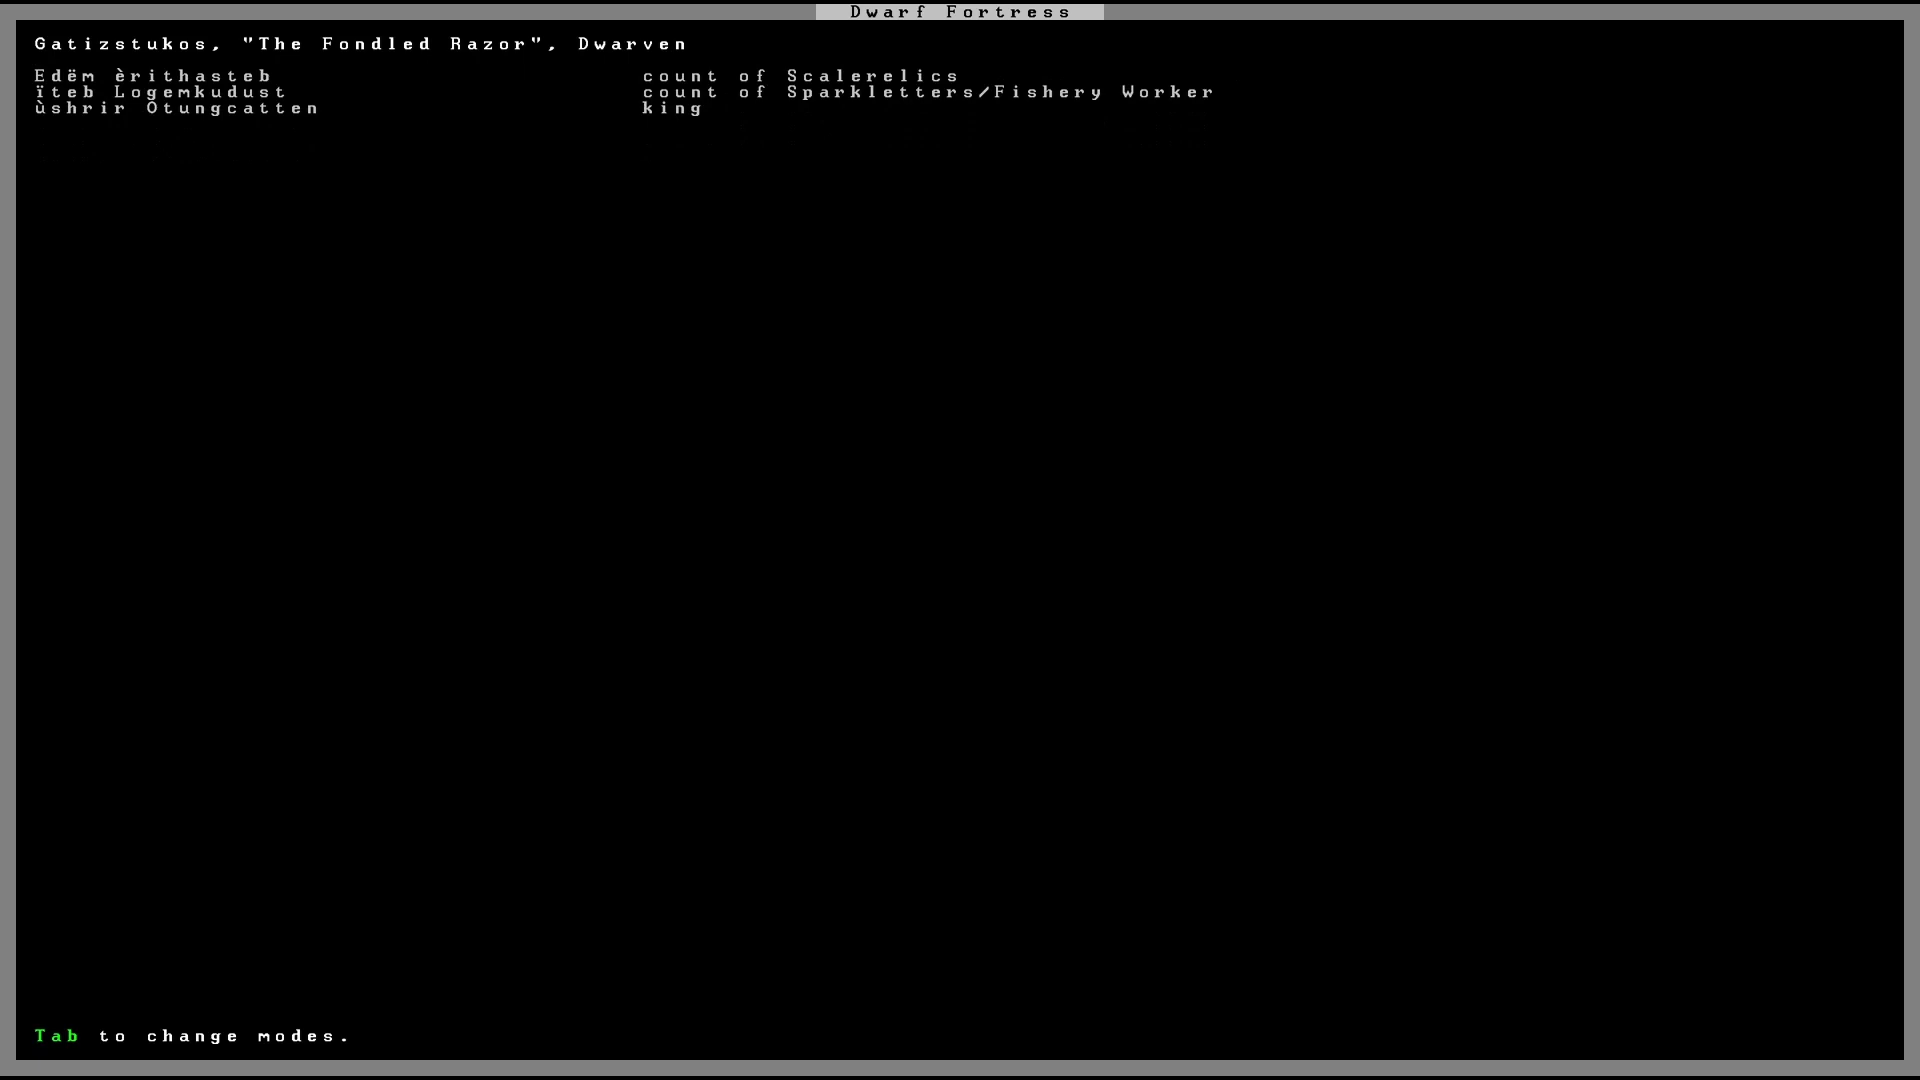 Dwarf Fortress
Gatizstukos, "The Fondled Razor", Dwarven
Edëm èrithasteb count of Scalerelics
ïteb Logemkudust count of Sparkletters/Fishery Worker
ùshrir Otungcatten king
Tab to change modes.